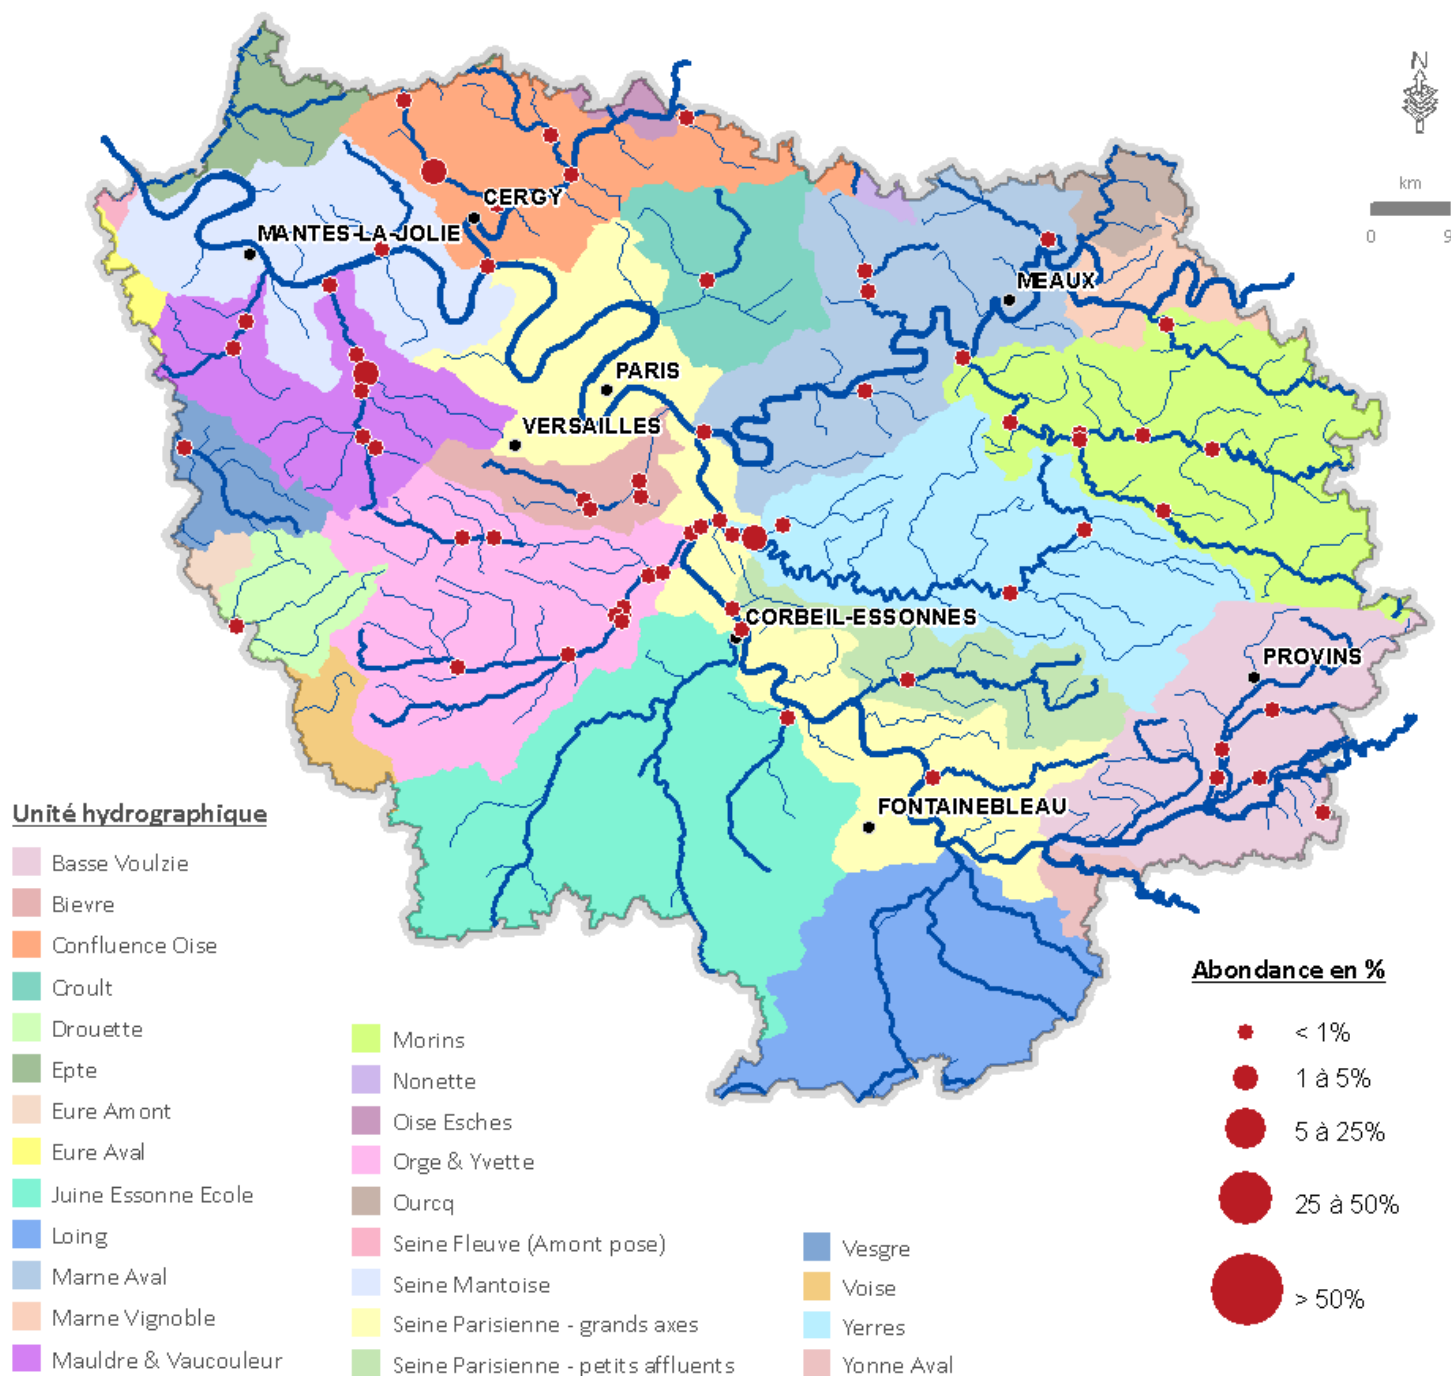 N
km
0 9
CERGY
MANTES-LA-JOLIE
MEAUX
PARIS
VERSAILLES
CORBEIL-ESSONNES
PROVINS
FONTAINEBLEAU
Unité hydrographique
Basse Voulzie
Bievre
Confluence Oise
Croult
Drouette
Epte
Eure Amont
Eure Aval
Juine Essonne Ecole
Loing
Marne Aval
Marne Vignoble
Mauldre & Vaucouleur
Morins
Nonette
Oise Esches
Orge & Yvette
Ourcq
Seine Fleuve (Amont pose)
Seine Mantoise
Seine Parisienne - grands axes
Seine Parisienne - petits affluents
Vesgre
Voise
Yerres
Yonne Aval
Abondance en %
< 1%
1 à 5%
5 à 25%
25 à 50%
> 50%